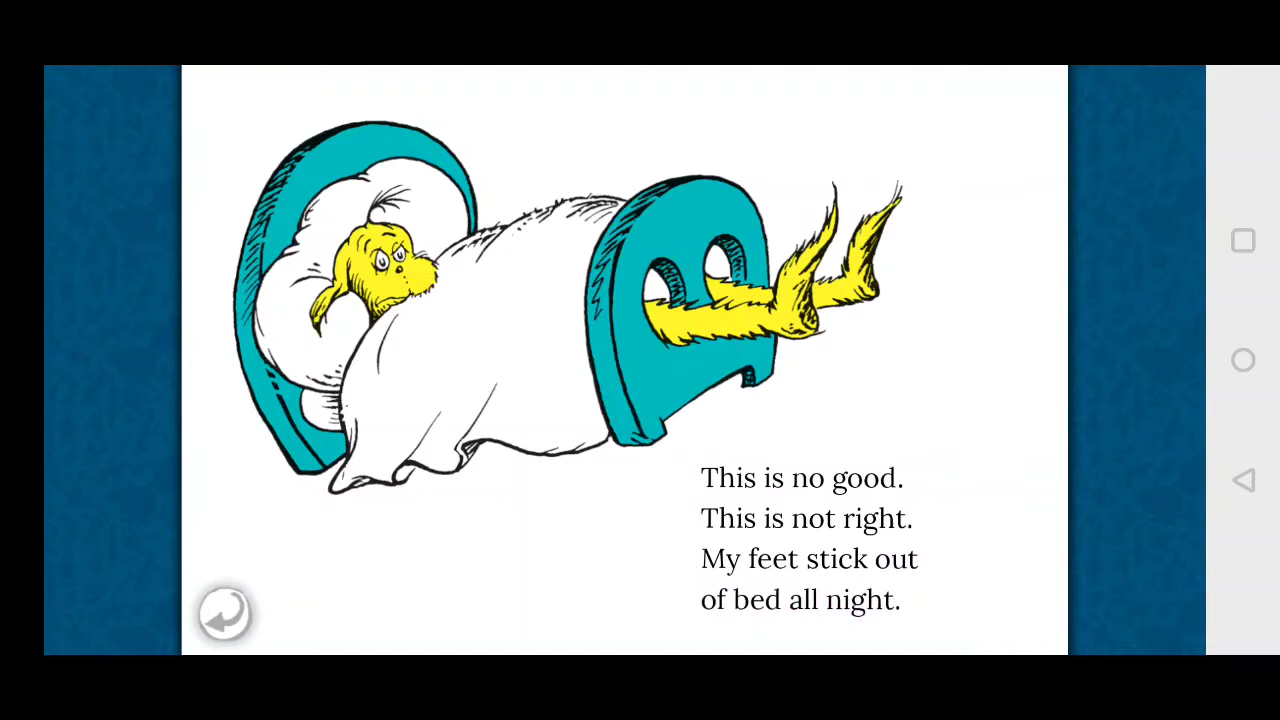 This is no good.
This is not right.
My feet stick out
of bed all night.